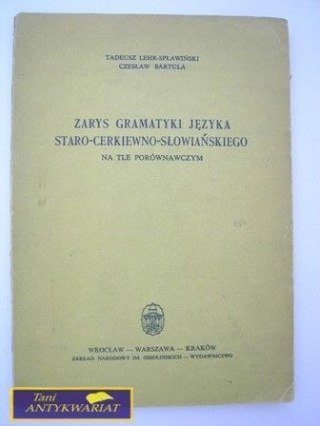 TADEUSZ LEHR-SPŁAWIŃSKI
CZESŁAW BARTULA
ZARYS GRAMATYKI JĘZYKA
STARO-CERKIEWNO-SŁOWIAŃSKIEGO
NA TLE PORÓWNAWCZYM
WROCŁAW — WARSZAWA — KRAKÓW
ZAKŁAD NARODOWY IM. OSSOLIŃSKICH — WYDAWNICTWO
Tani
ANTYKWARIAT